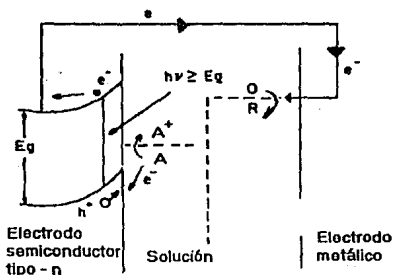 e
e⁻
hν ≥ Eg
e⁻
O
R
A⁺
A
Eg
e⁻
h⁺
Electrodo
semiconductor
tipo - n
Solución
Electrodo
metálico